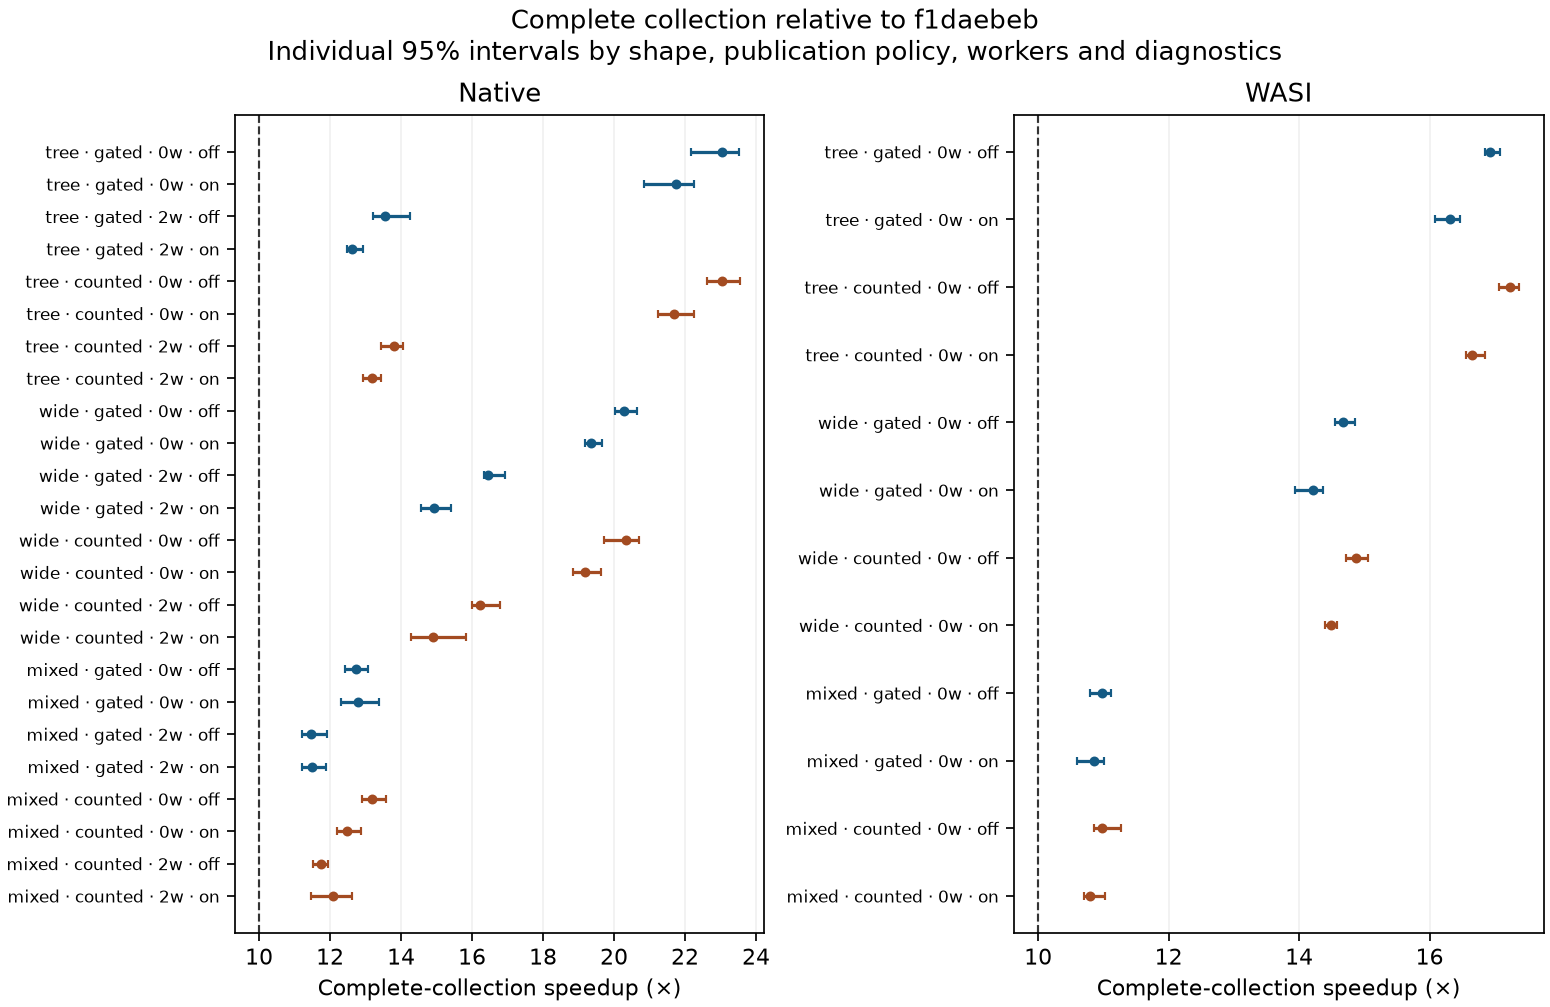 Complete collection relative to f1daebeb
Individual 95% intervals by shape, publication policy, workers and diagnostics
Native
tree · gated · 0w · off
tree · gated · 0w · on
tree · gated · 2w · off
tree · gated · 2w · on
tree · counted · 0w · off
tree · counted · 0w · on
tree · counted · 2w · off
tree · counted · 2w · on
wide · gated · 0w · off
wide · gated · 0w · on
wide · gated · 2w · off
wide · gated · 2w · on
wide · counted · 0w · off
wide · counted · 0w · on
wide · counted · 2w · off
wide · counted · 2w · on
mixed · gated · 0w · off
mixed · gated · 0w · on
mixed · gated · 2w · off
mixed · gated · 2w · on
mixed · counted · 0w · off
mixed · counted · 0w · on
mixed · counted · 2w · off
mixed · counted · 2w · on
10 12 14 16 18 20 22 24
Complete-collection speedup (×)
WASI
tree · gated · 0w · off
tree · gated · 0w · on
tree · counted · 0w · off
tree · counted · 0w · on
wide · gated · 0w · off
wide · gated · 0w · on
wide · counted · 0w · off
wide · counted · 0w · on
mixed · gated · 0w · off
mixed · gated · 0w · on
mixed · counted · 0w · off
mixed · counted · 0w · on
10 12 14 16
Complete-collection speedup (×)